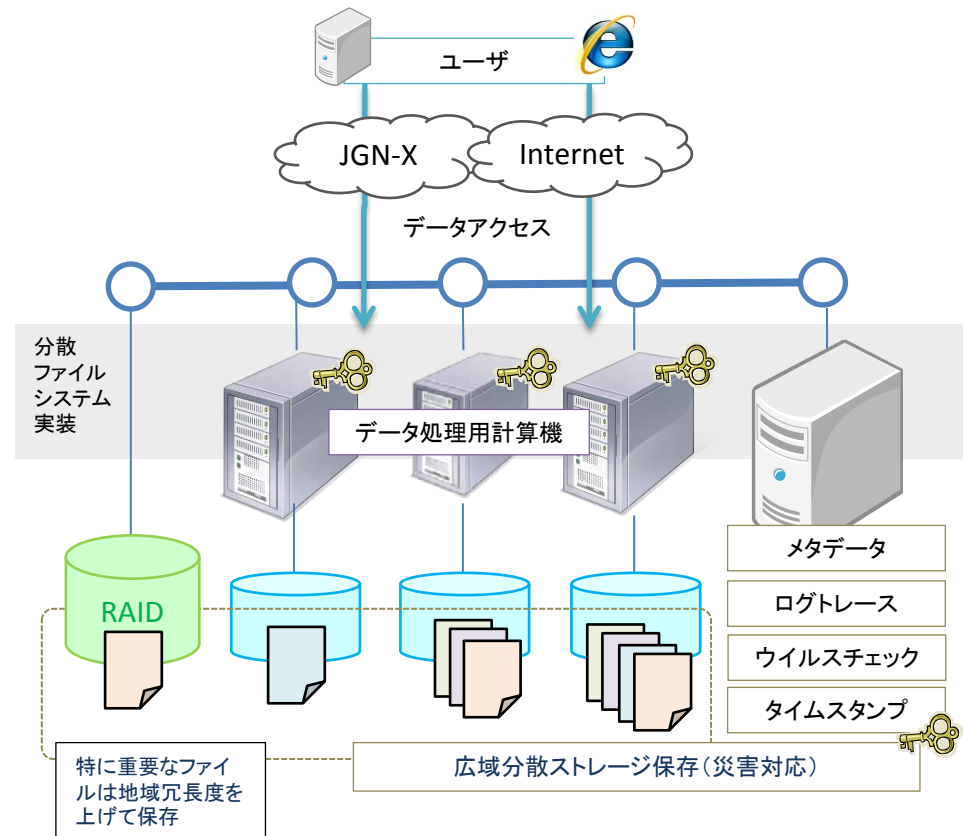 ユーザ
JGN-X
Internet
データアクセス
分散
ファイル
システム
実装
データ処理用計算機
メタデータ
ログトレース
ウイルスチェック
タイムスタンプ
RAID
特に重要なファイ
ルは地域冗長度を
上げて保存
広域分散ストレージ保存（災害対応）